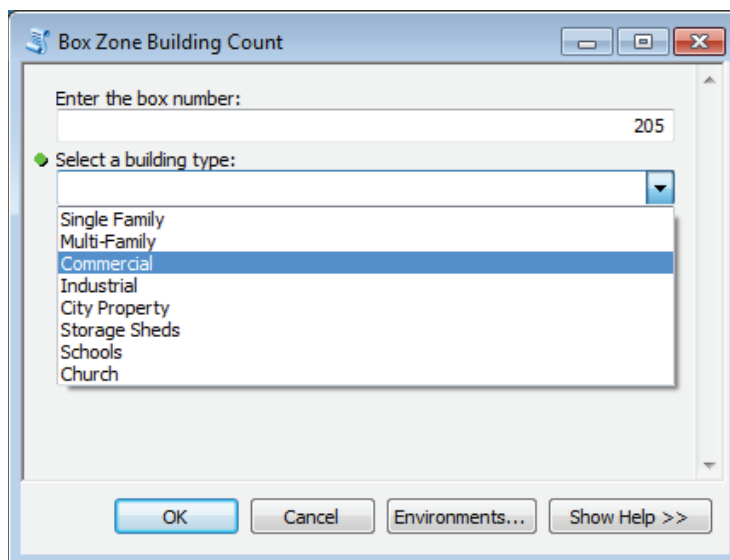 Box Zone Building Count
Enter the box number:
205
Select a building type:
Single Family
Multi-Family
Commercial
Industrial
City Property
Storage Sheds
Schools
Church
OK Cancel Environments... Show Help >>